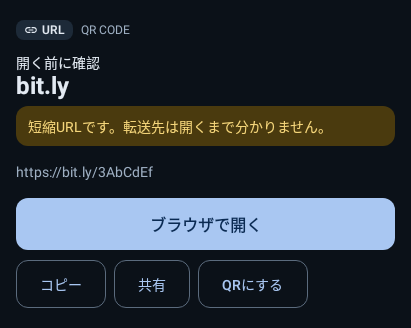 URL QR CODE
開く前に確認
bit.ly
短縮URLです。転送先は開くまで分かりません。
https://bit.ly/3AbCdEf
ブラウザで開く
コピー 共有 QRにする